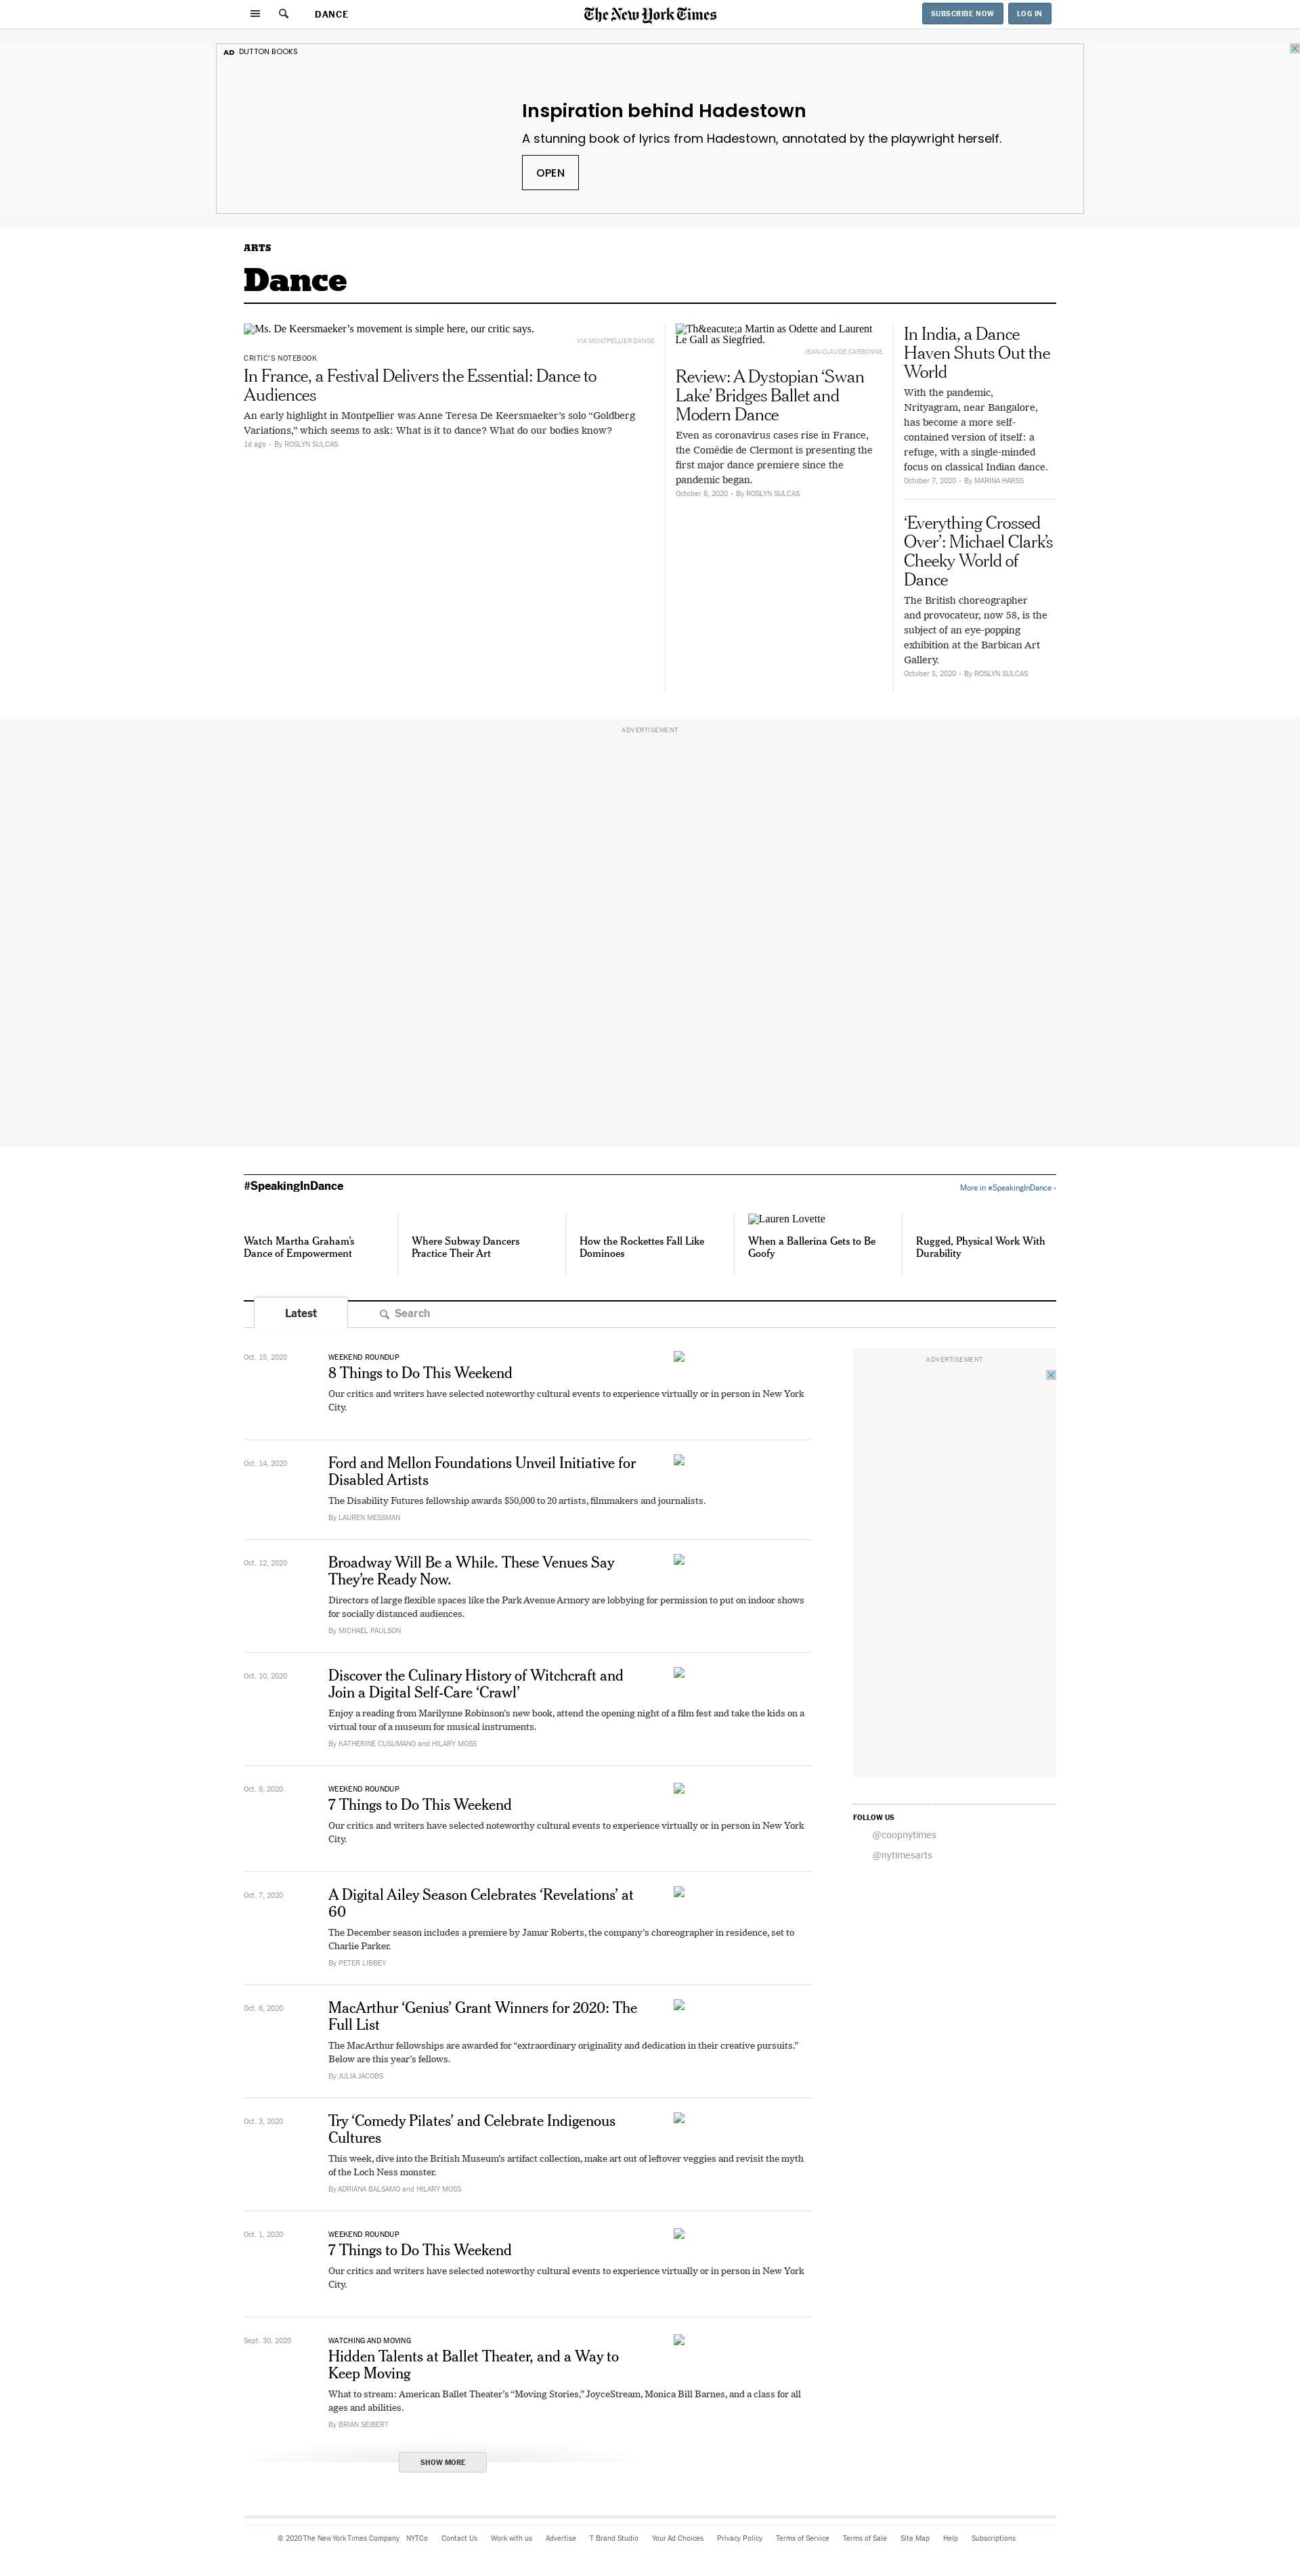 DANCE
The New York Times
SUBSCRIBE NOW
LOG IN
AD DUTTON BOOKS
Inspiration behind Hadestown
A stunning book of lyrics from Hadestown, annotated by the playwright herself.
OPEN
ARTS
Dance
Ms. De Keersmaeker’s movement is simple here, our critic says.
VIA MONTPELLIER DANSE
CRITIC’S NOTEBOOK
In France, a Festival Delivers the Essential: Dance to
Audiences
An early highlight in Montpellier was Anne Teresa De Keersmaeker’s solo “Goldberg
Variations,” which seems to ask: What is it to dance? What do our bodies know?
1d ago • By ROSLYN SULCAS
Th&eacute;a Martin as Odette and Laurent
Le Gall as Siegfried.
JEAN-CLAUDE CARBONNE
Review: A Dystopian ‘Swan
Lake’ Bridges Ballet and
Modern Dance
Even as coronavirus cases rise in France,
the Comédie de Clermont is presenting the
first major dance premiere since the
pandemic began.
October 8, 2020 • By ROSLYN SULCAS
In India, a Dance
Haven Shuts Out the
World
With the pandemic,
Nrityagram, near Bangalore,
has become a more self-
contained version of itself: a
refuge, with a single-minded
focus on classical Indian dance.
October 7, 2020 • By MARINA HARSS
‘Everything Crossed
Over’: Michael Clark’s
Cheeky World of
Dance
The British choreographer
and provocateur, now 58, is the
subject of an eye-popping
exhibition at the Barbican Art
Gallery.
October 5, 2020 • By ROSLYN SULCAS
ADVERTISEMENT
#SpeakingInDance
More in #SpeakingInDance ›
Watch Martha Graham’s
Dance of Empowerment
Where Subway Dancers
Practice Their Art
How the Rockettes Fall Like
Dominoes
Lauren Lovette
When a Ballerina Gets to Be
Goofy
Rugged, Physical Work With
Durability
Latest
Search
Oct. 15, 2020
WEEKEND ROUNDUP
8 Things to Do This Weekend
Our critics and writers have selected noteworthy cultural events to experience virtually or in person in New York
City.
Oct. 14, 2020
Ford and Mellon Foundations Unveil Initiative for
Disabled Artists
The Disability Futures fellowship awards $50,000 to 20 artists, filmmakers and journalists.
By LAUREN MESSMAN
Oct. 12, 2020
Broadway Will Be a While. These Venues Say
They’re Ready Now.
Directors of large flexible spaces like the Park Avenue Armory are lobbying for permission to put on indoor shows
for socially distanced audiences.
By MICHAEL PAULSON
Oct. 10, 2020
Discover the Culinary History of Witchcraft and
Join a Digital Self-Care ‘Crawl’
Enjoy a reading from Marilynne Robinson’s new book, attend the opening night of a film fest and take the kids on a
virtual tour of a museum for musical instruments.
By KATHERINE CUSUMANO and HILARY MOSS
Oct. 8, 2020
WEEKEND ROUNDUP
7 Things to Do This Weekend
Our critics and writers have selected noteworthy cultural events to experience virtually or in person in New York
City.
Oct. 7, 2020
A Digital Ailey Season Celebrates ‘Revelations’ at
60
The December season includes a premiere by Jamar Roberts, the company’s choreographer in residence, set to
Charlie Parker.
By PETER LIBBEY
Oct. 6, 2020
MacArthur ‘Genius’ Grant Winners for 2020: The
Full List
The MacArthur fellowships are awarded for “extraordinary originality and dedication in their creative pursuits.”
Below are this year’s fellows.
By JULIA JACOBS
Oct. 3, 2020
Try ‘Comedy Pilates’ and Celebrate Indigenous
Cultures
This week, dive into the British Museum’s artifact collection, make art out of leftover veggies and revisit the myth
of the Loch Ness monster.
By ADRIANA BALSAMO and HILARY MOSS
Oct. 1, 2020
WEEKEND ROUNDUP
7 Things to Do This Weekend
Our critics and writers have selected noteworthy cultural events to experience virtually or in person in New York
City.
Sept. 30, 2020
WATCHING AND MOVING
Hidden Talents at Ballet Theater, and a Way to
Keep Moving
What to stream: American Ballet Theater’s “Moving Stories,” JoyceStream, Monica Bill Barnes, and a class for all
ages and abilities.
By BRIAN SEIBERT
SHOW MORE
ADVERTISEMENT
FOLLOW US
@coopnytimes
@nytimesarts
© 2020 The New York Times Company NYTCo Contact Us Work with us Advertise T Brand Studio Your Ad Choices Privacy Policy Terms of Service Terms of Sale Site Map Help Subscriptions